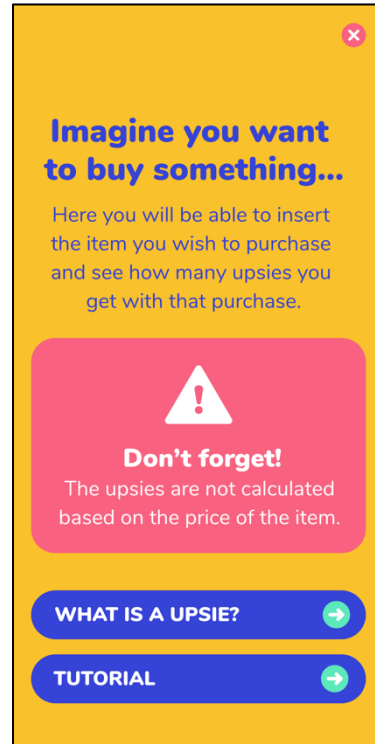 Imagine you want
to buy something...
Here you will be able to insert
the item you wish to purchase
and see how many upsies you
get with that purchase.
Don't forget!
The upsies are not calculated
based on the price of the item.
WHAT IS A UPSIE?
TUTORIAL